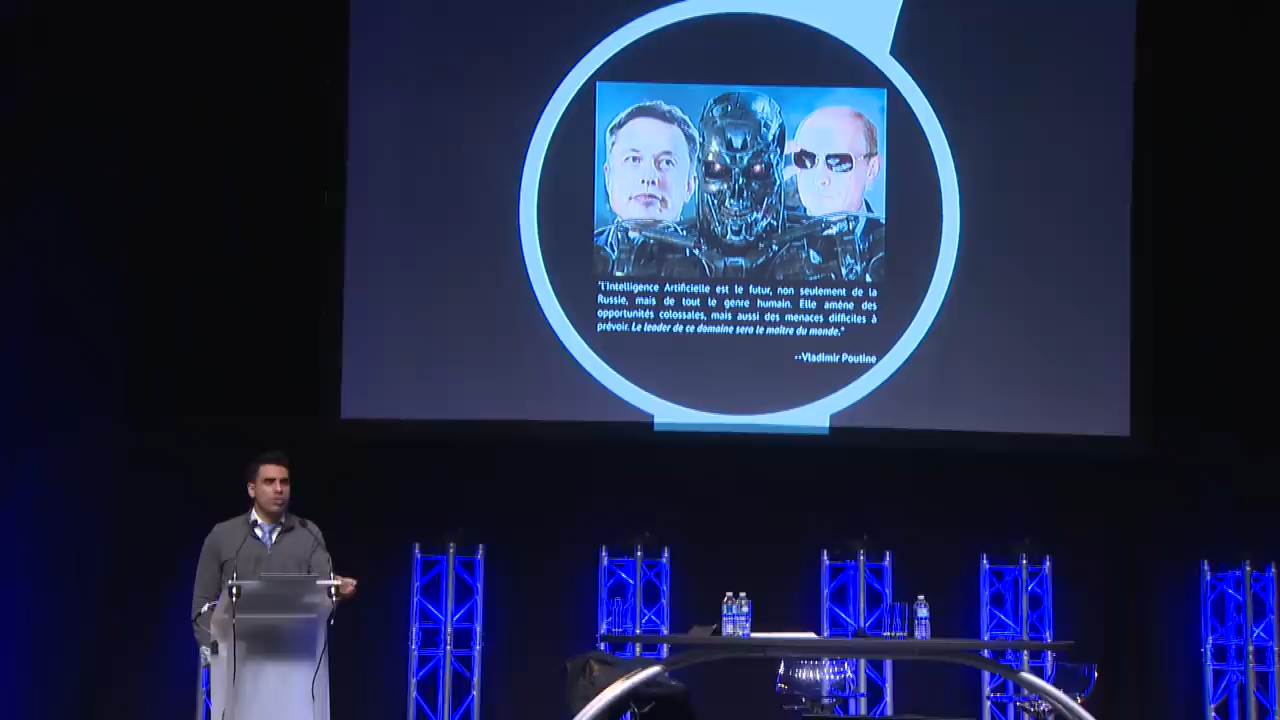 "l'Intelligence Artificielle est le futur, non seulement de la
Russie, mais de tout le genre humain. Elle amène des
opportunités colossales, mais aussi des menaces difficiles à
prévoir. Le leader de ce domaine sera le maître du monde."
--Vladimir Poutine